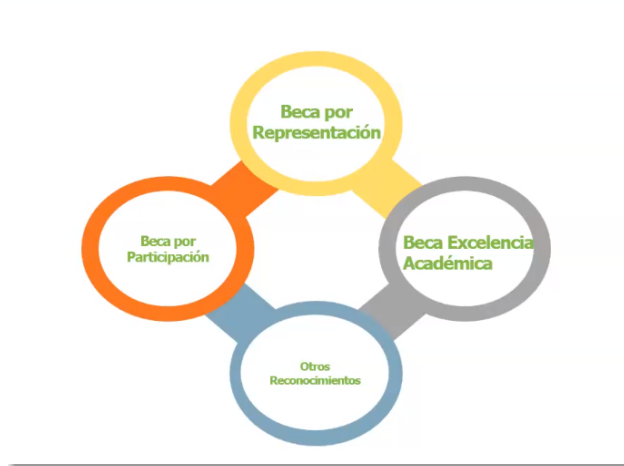 Beca por
Representación
Beca por
Participación
Beca Excelencia
Académica
Otros
Reconocimientos